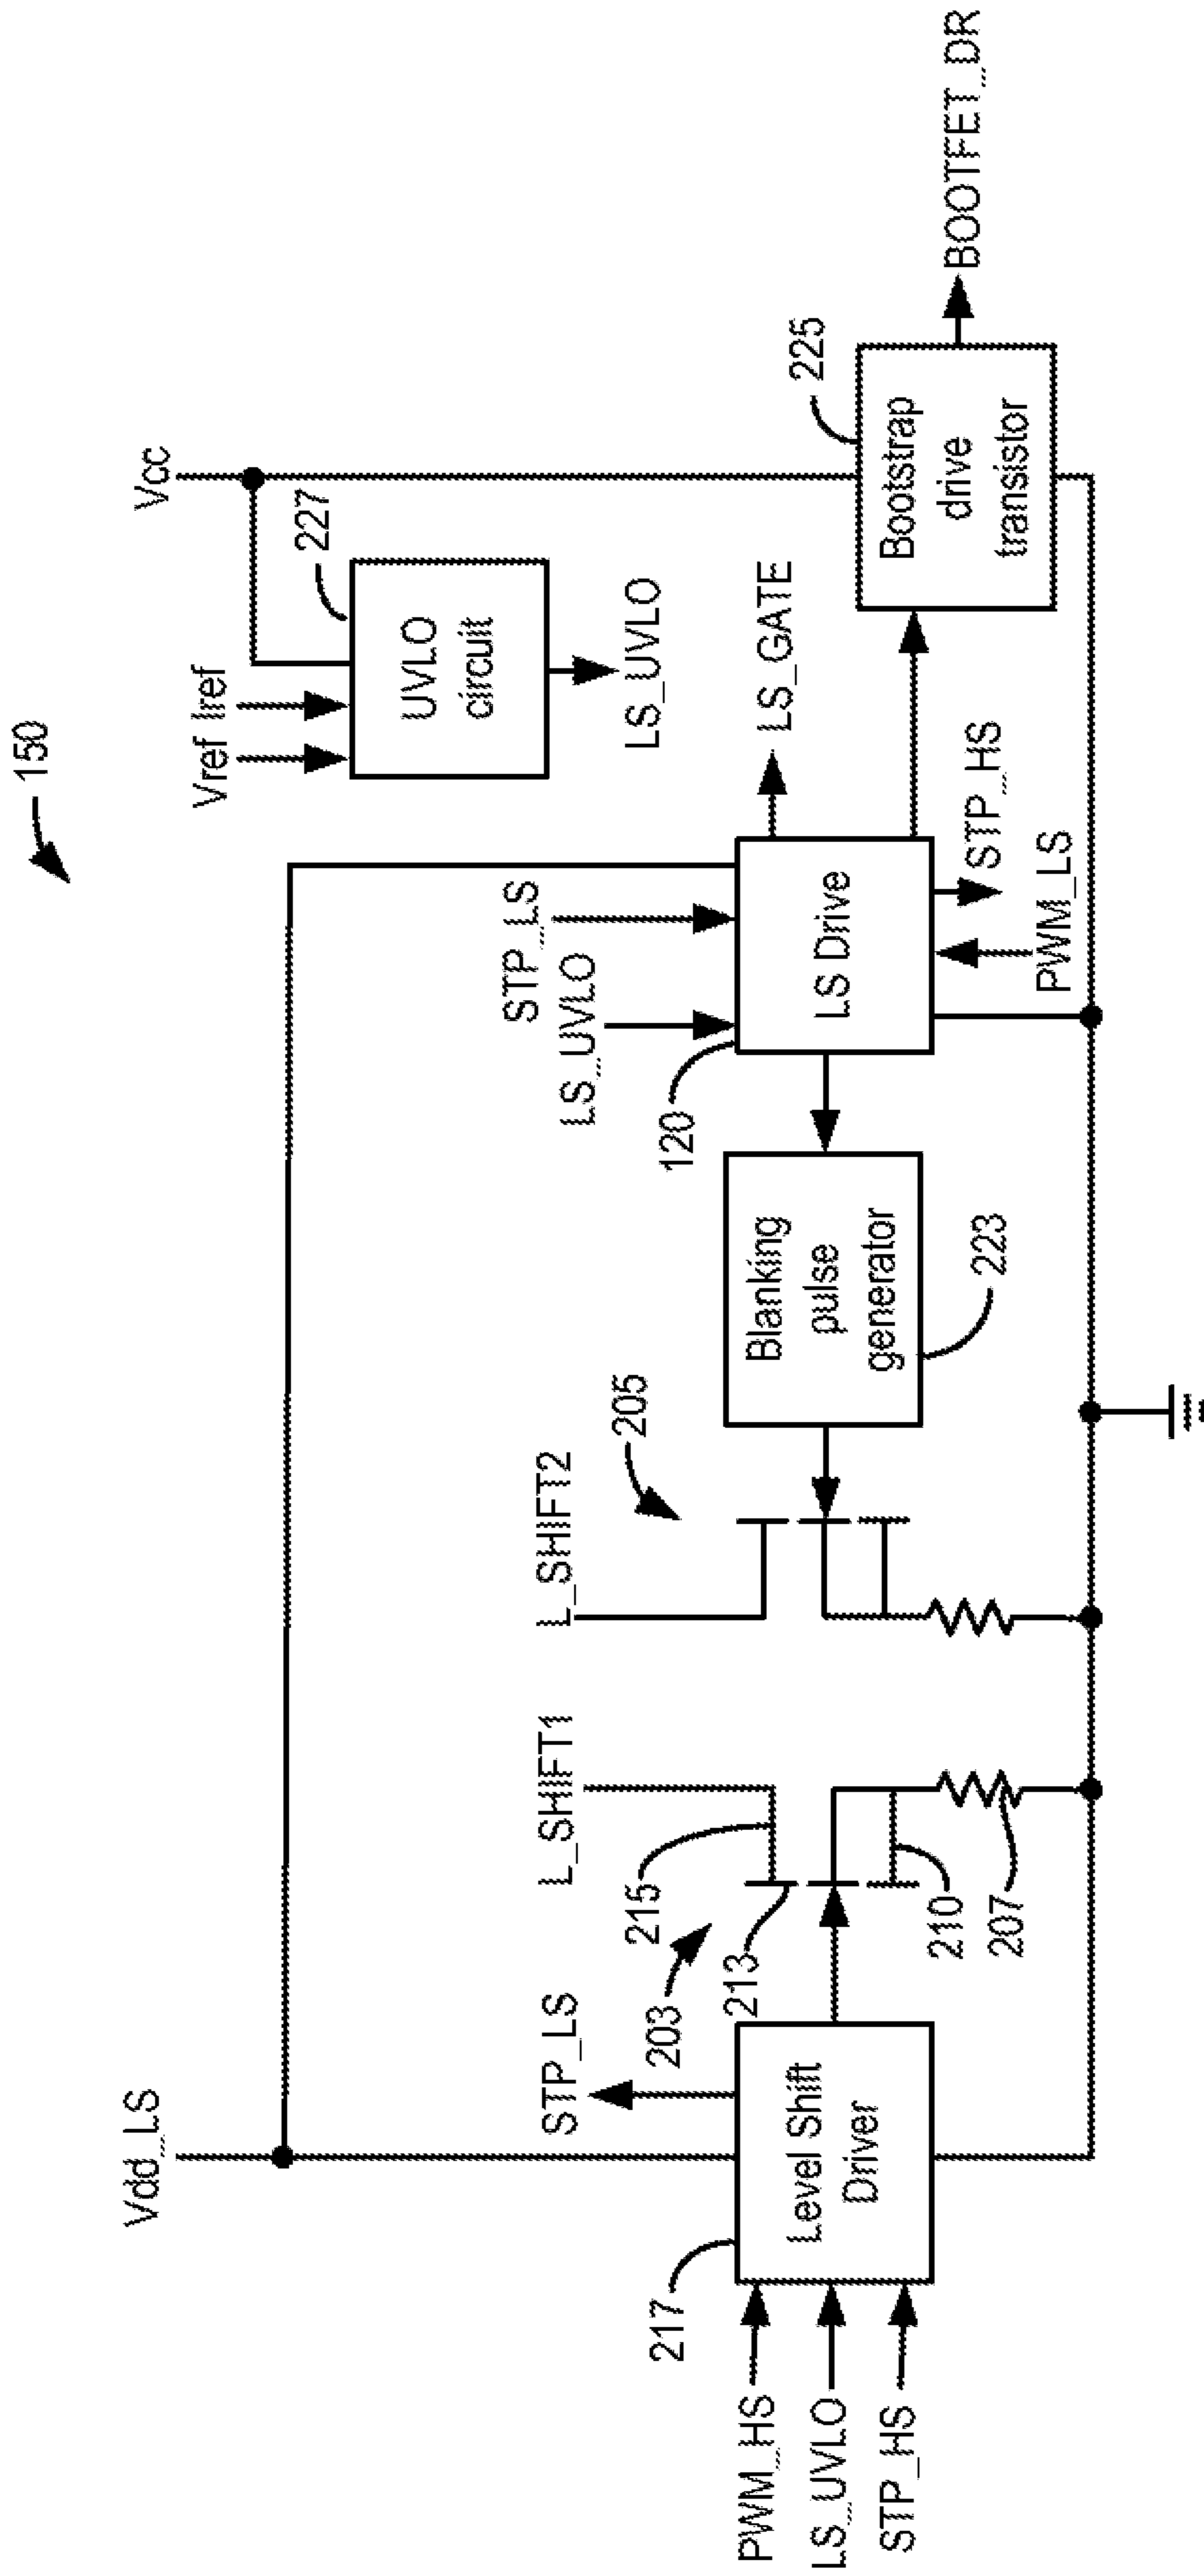 150
Vdd_LS
Vcc
Vref
Iref
227
UVLO
circuit
LS_UVLO
STP_LS
L_SHIFT1
L_SHIFT2
STP_LS
LS_UVLO
LS_GATE
225
BOOTFET_DR
217
PWM_HS
LS_UVLO
STP_HS
Level Shift
Driver
203
215
213
210
207
205
Blanking
pulse
generator
223
120
LS Drive
STP_HS
PWM_LS
Bootstrap
drive
transistor